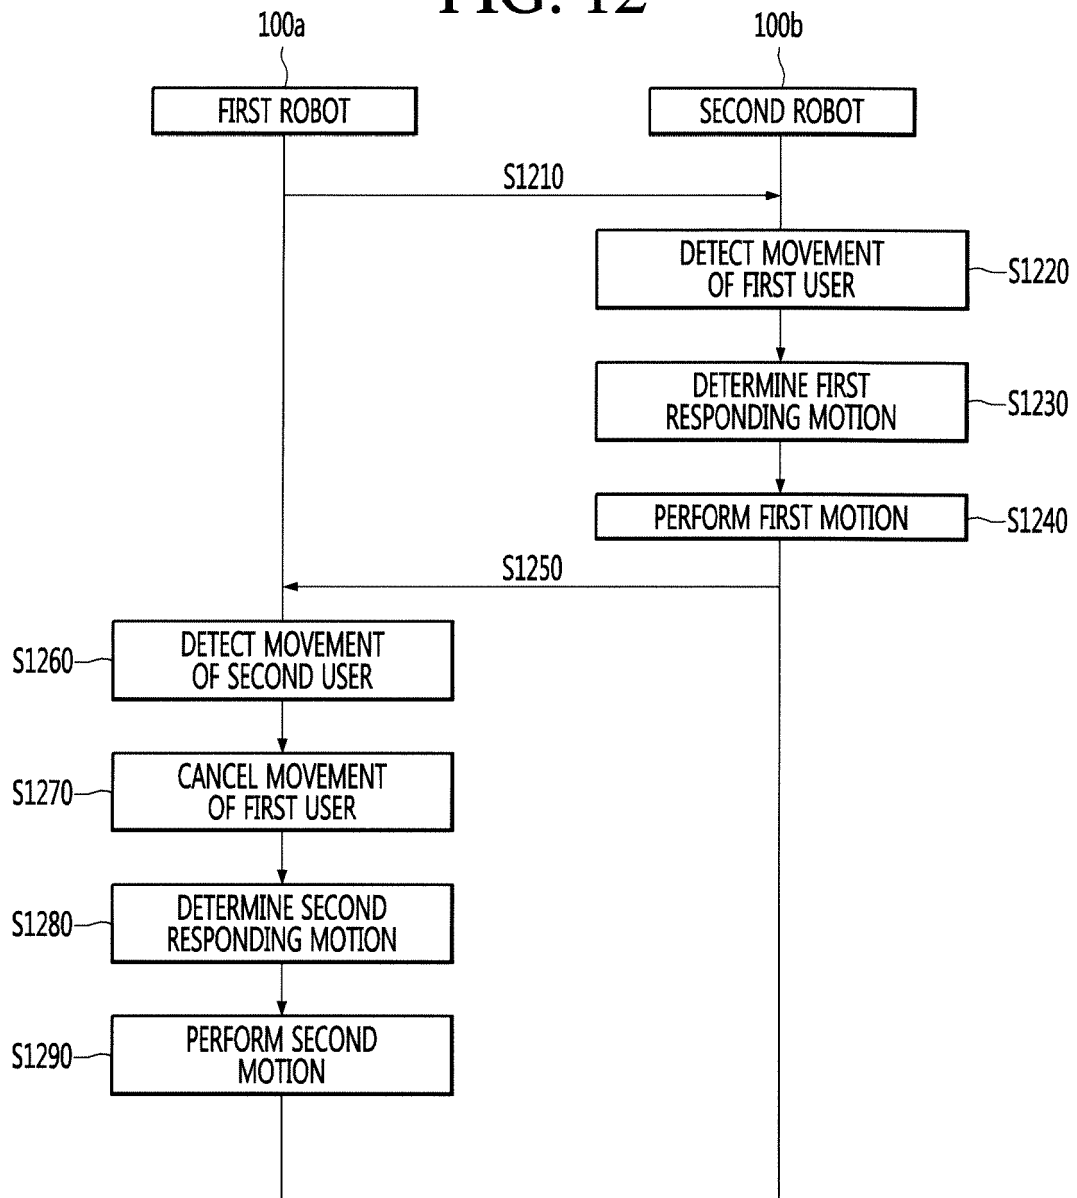 FIG. 12
100a
100b
FIRST ROBOT
SECOND ROBOT
S1210
DETECT MOVEMENT
OF FIRST USER
S1220
DETERMINE FIRST
RESPONDING MOTION
S1230
PERFORM FIRST MOTION
S1240
S1250
S1260
DETECT MOVEMENT
OF SECOND USER
S1270
CANCEL MOVEMENT
OF FIRST USER
S1280
DETERMINE SECOND
RESPONDING MOTION
S1290
PERFORM SECOND
MOTION